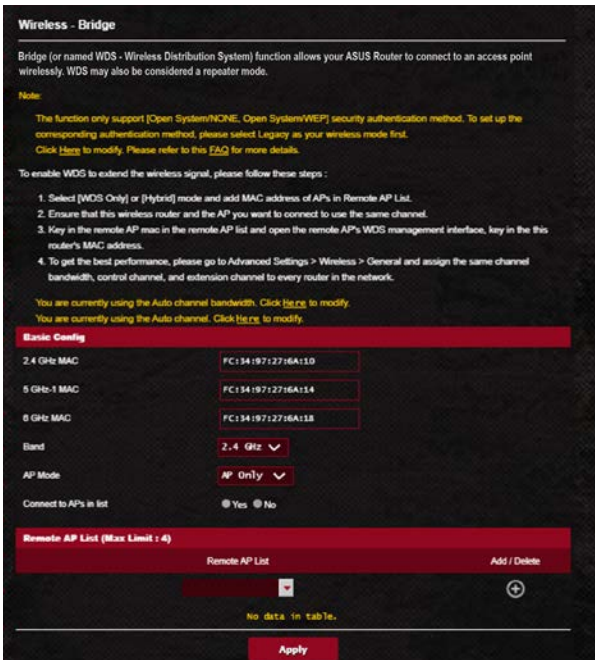 Wireless - Bridge
Bridge (or named WDS - Wireless Distribution System) function allows your ASUS Router to connect to an access point
wirelessly. WDS may also be considered a repeater mode.
Note:
The function only support [Open System/NONE, Open System/WEP] security authentication method. To set up the
corresponding authentication method, please select Legacy as your wireless mode first.
Click Here to modify. Please refer to this FAQ for more details.
To enable WDS to extend the wireless signal, please follow these steps :
1. Select [WDS Only] or [Hybrid] mode and add MAC address of APs in Remote AP List.
2. Ensure that this wireless router and the AP you want to connect to use the same channel.
3. Key in the remote AP mac in the remote AP list and open the remote AP's WDS management interface, key in the this
router's MAC address.
4. To get the best performance, please go to Advanced Settings > Wireless > General and assign the same channel
bandwidth, control channel, and extension channel to every router in the network.
You are currently using the Auto channel bandwidth. Click Here to modify.
You are currently using the Auto channel. Click Here to modify.
Basic Config
2.4 GHz MAC FC:34:97:27:6A:10
5 GHz-1 MAC FC:34:97:27:6A:14
6 GHz MAC FC:34:97:27:6A:18
Band 2.4 GHz
AP Mode AP Only
Connect to APs in list Yes No
Remote AP List (Max Limit : 4)
Remote AP List Add / Delete
No data in table.
Apply